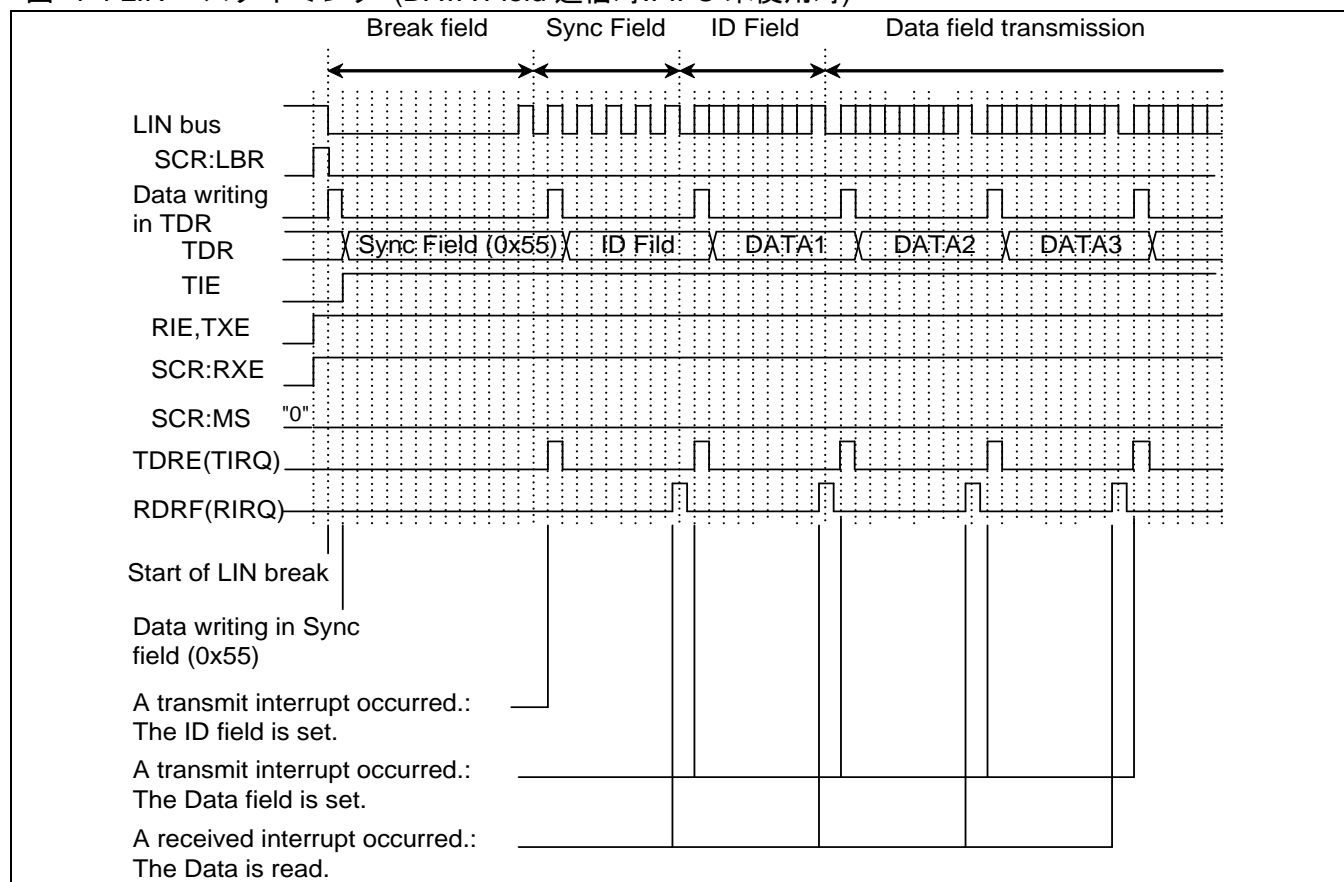 Break field Sync Field ID Field Data field transmission
LIN bus
SCR:LBR
Data writing
in TDR
TDR
Sync Field (0x55) ID Fild DATA1 DATA2 DATA3
TIE
RIE,TXE
SCR:RXE
SCR:MS "0"
TDRE(TIRQ)
RDRF(RIRQ)
Start of LIN break
Data writing in Sync
field (0x55)
A transmit interrupt occurred.:
The ID field is set.
A transmit interrupt occurred.:
The Data field is set.
A received interrupt occurred.:
The Data is read.